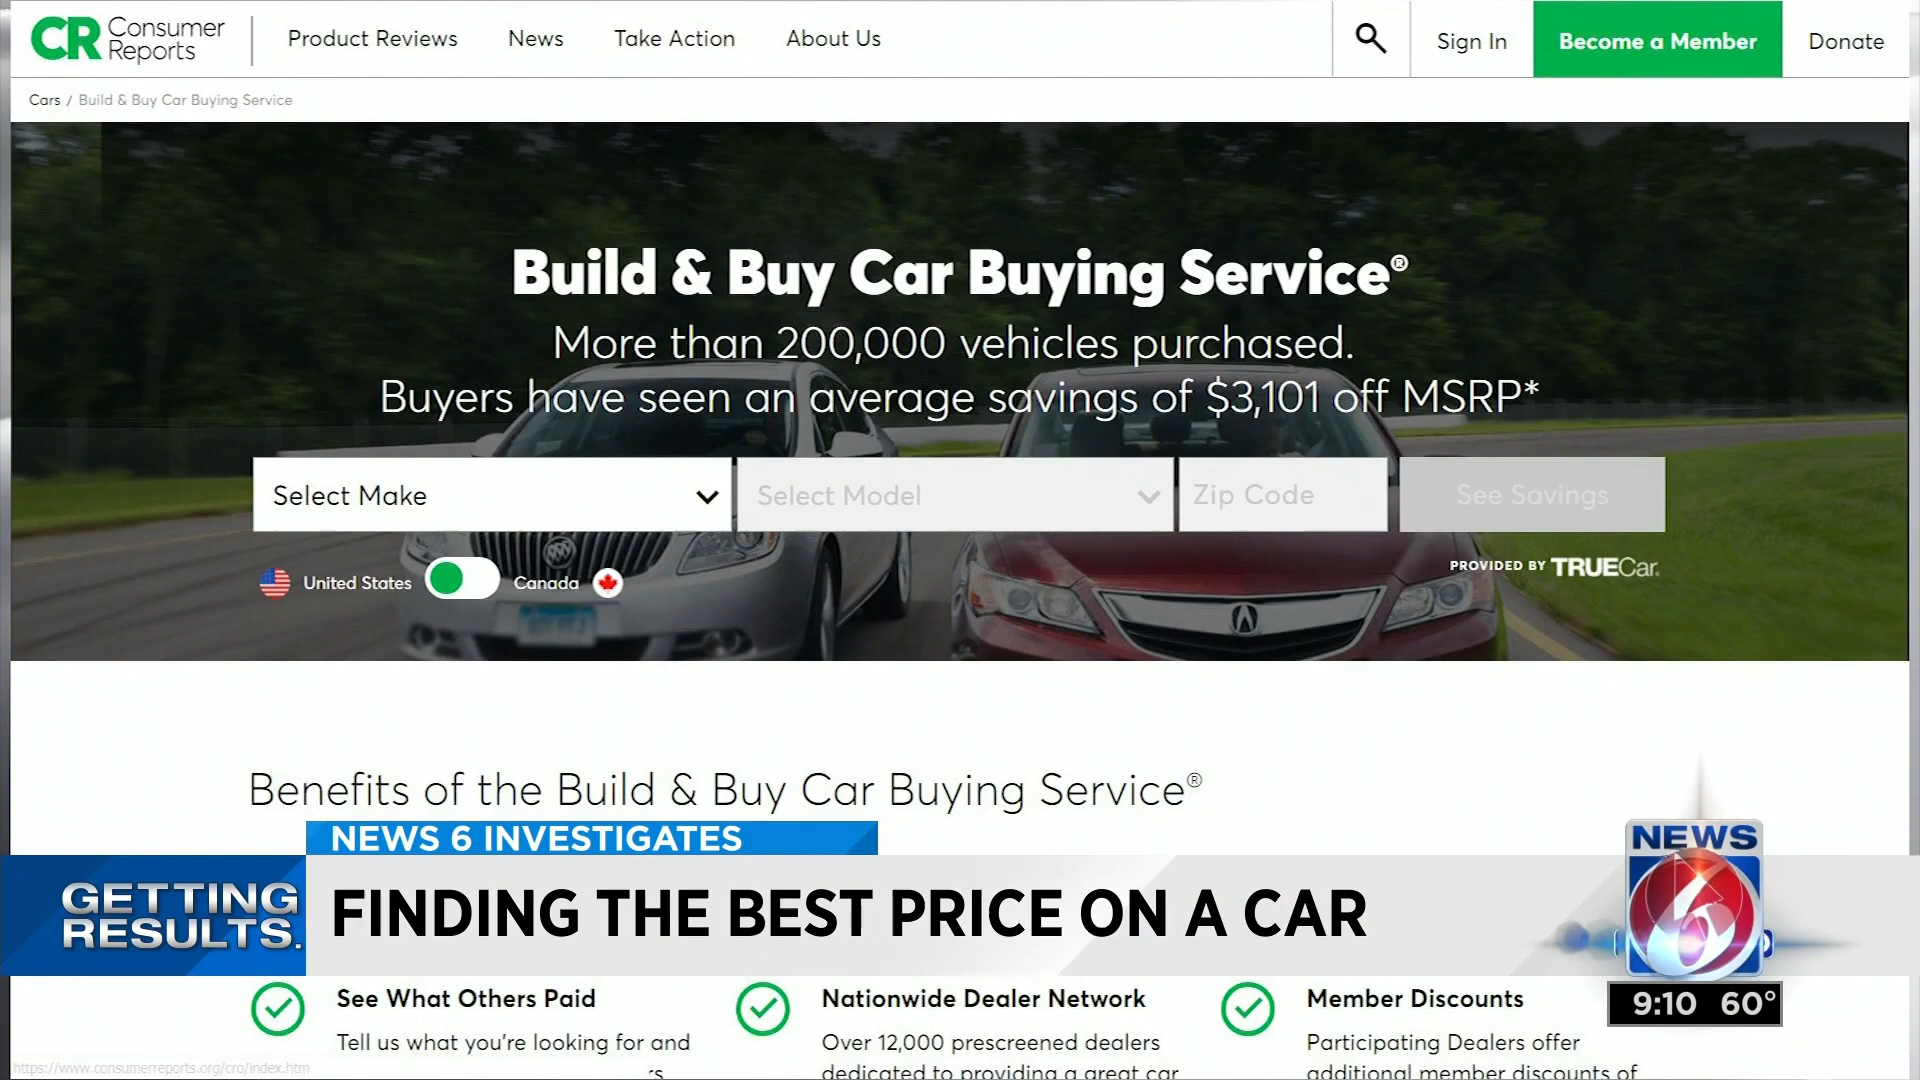 CR Consumer Reports
Product Reviews
News
Take Action
About Us
Sign In
Become a Member
Donate
Cars / Build & Buy Car Buying Service
Build & Buy Car Buying Service®
More than 200,000 vehicles purchased.
Buyers have seen an average savings of $3,101 off MSRP*
Select Make
Select Model
Zip Code
See Savings
United States
Canada
PROVIDED BY TRUECar.
Benefits of the Build & Buy Car Buying Service®
NEWS 6 INVESTIGATES
GETTING
RESULTS.
FINDING THE BEST PRICE ON A CAR
NEWS
6
9:10 60°
See What Others Paid
Tell us what you're looking for and
Nationwide Dealer Network
Over 12,000 prescreened dealers
dedicated to providing a great car
Member Discounts
Participating Dealers offer
additional member discounts of
https://www.consumerreports.org/cro/index.htm